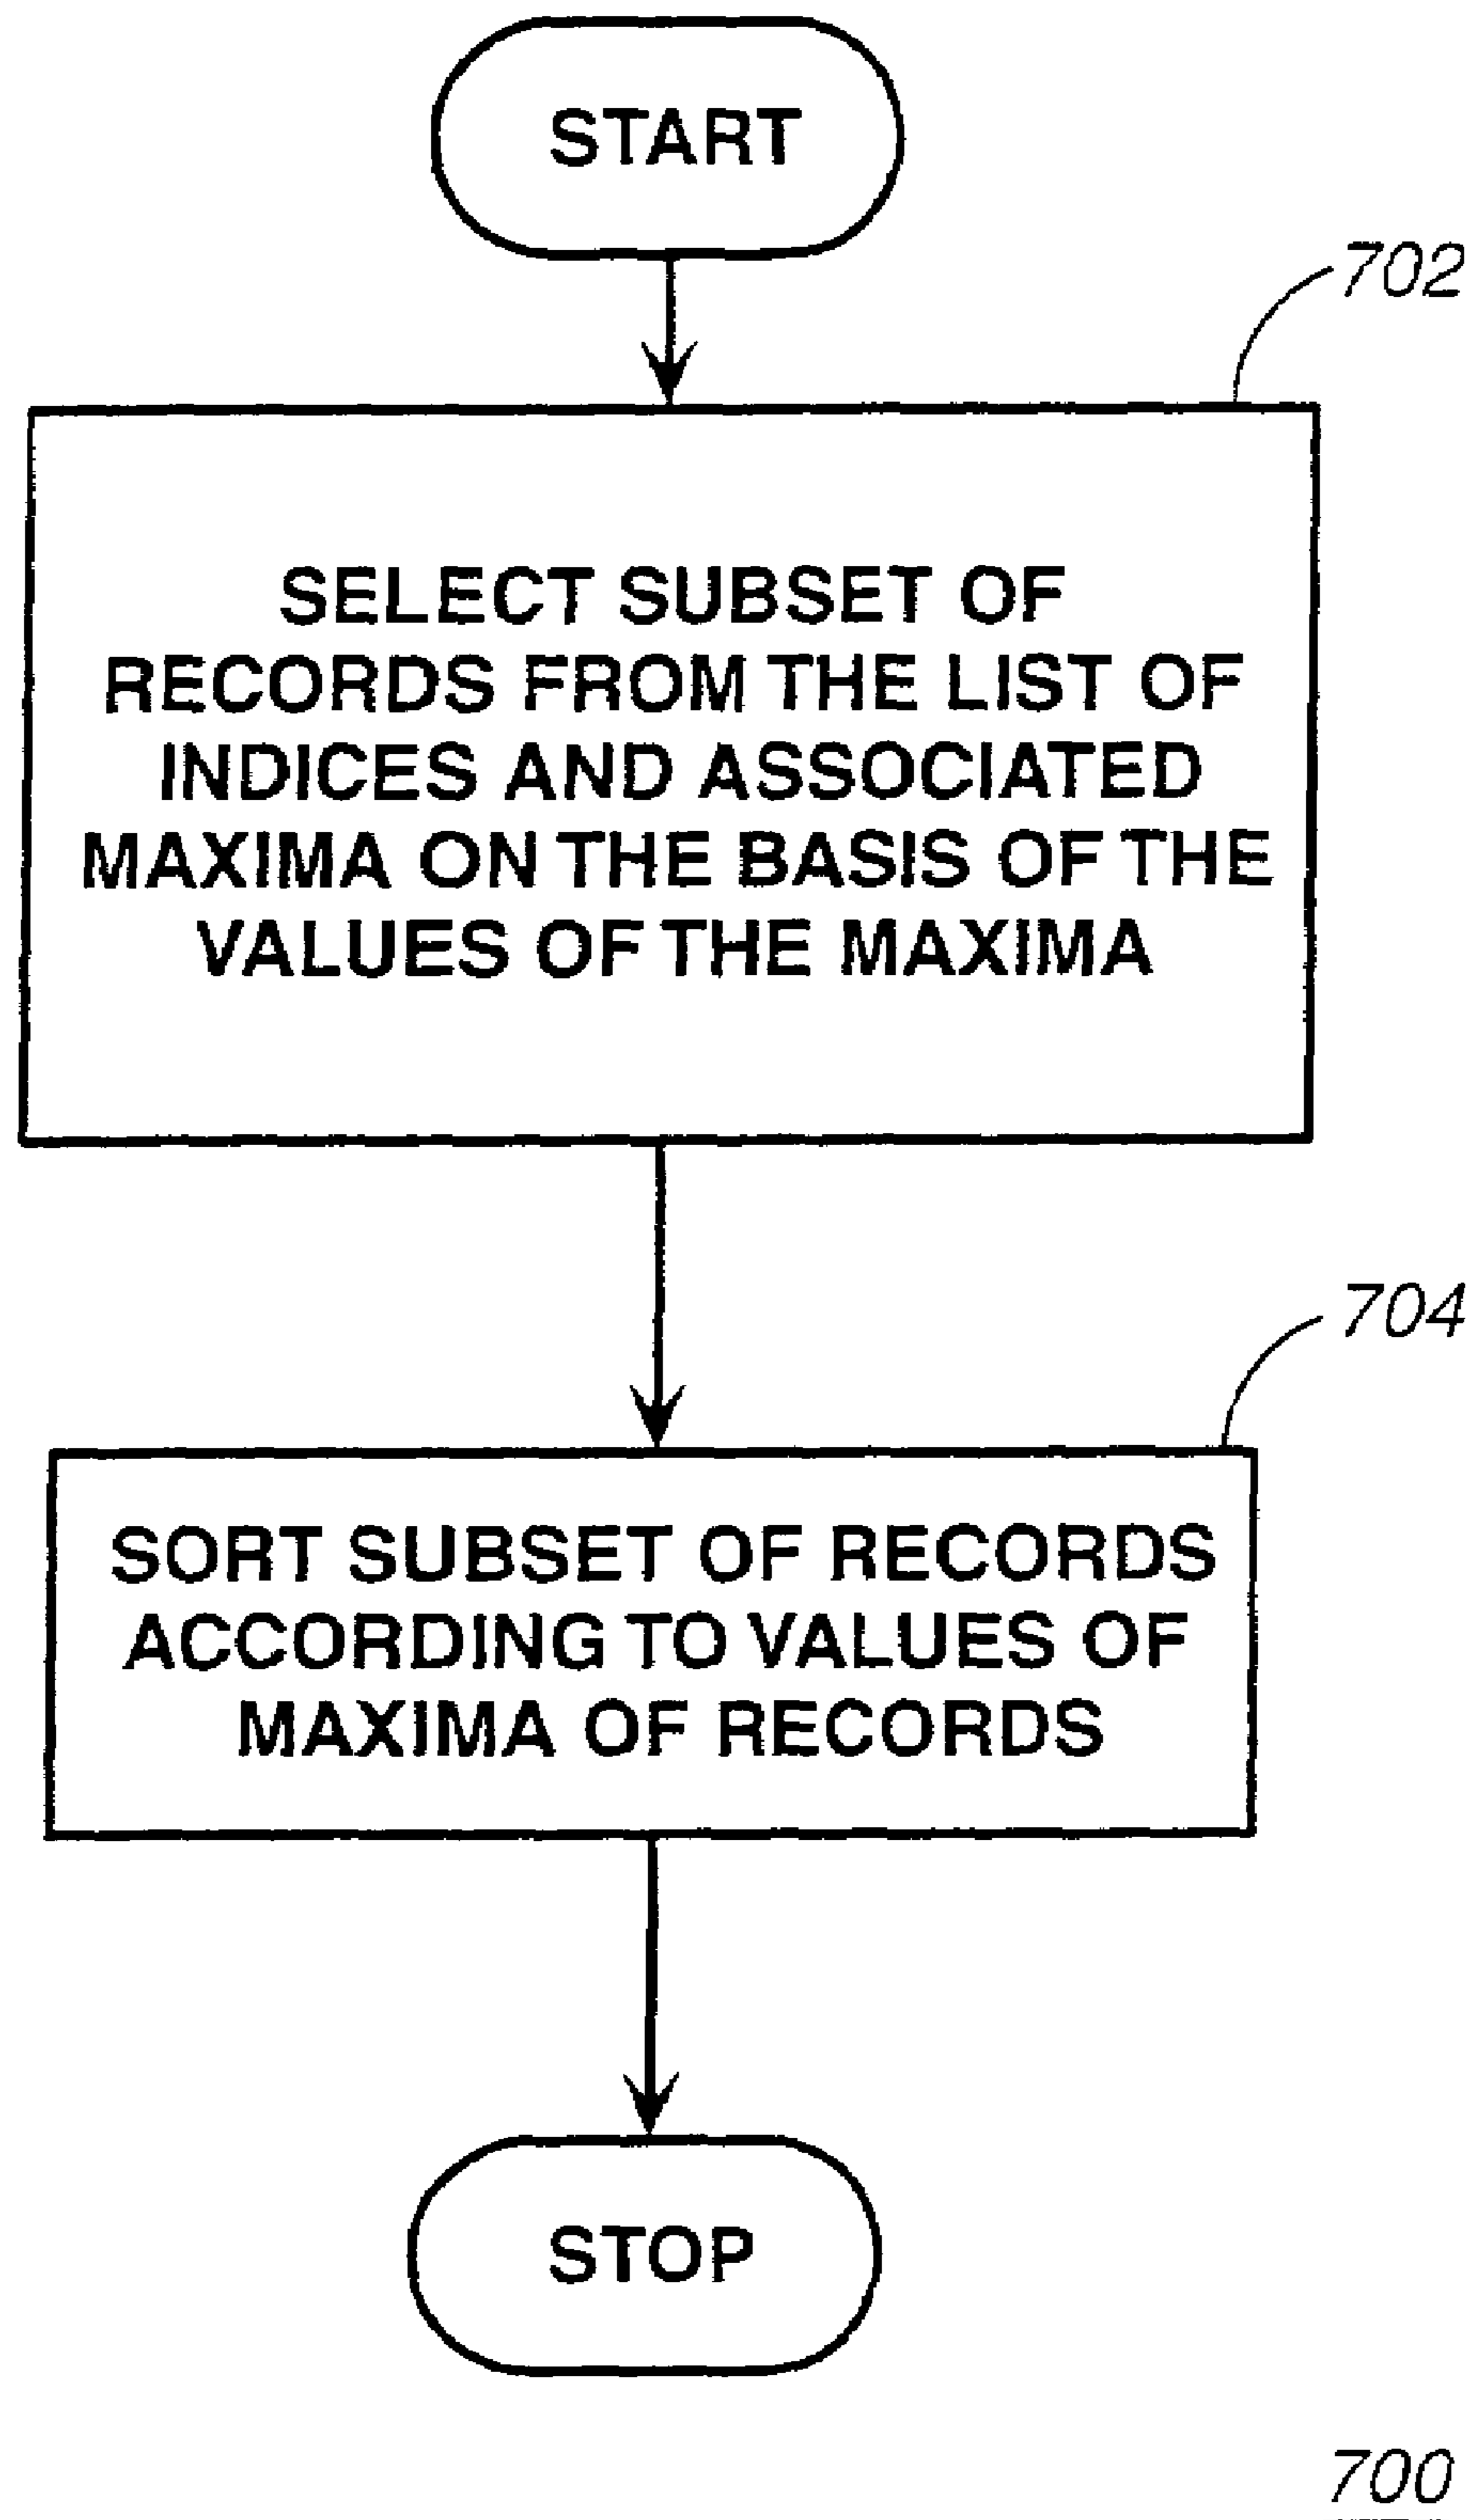 START
702
SELECT SUBSET OF
RECORDS FROM THE LIST OF
INDICES AND ASSOCIATED
MAXIMA ON THE BASIS OF THE
VALUES OF THE MAXIMA
704
SORT SUBSET OF RECORDS
ACCORDING TO VALUES OF
MAXIMA OF RECORDS
STOP
700